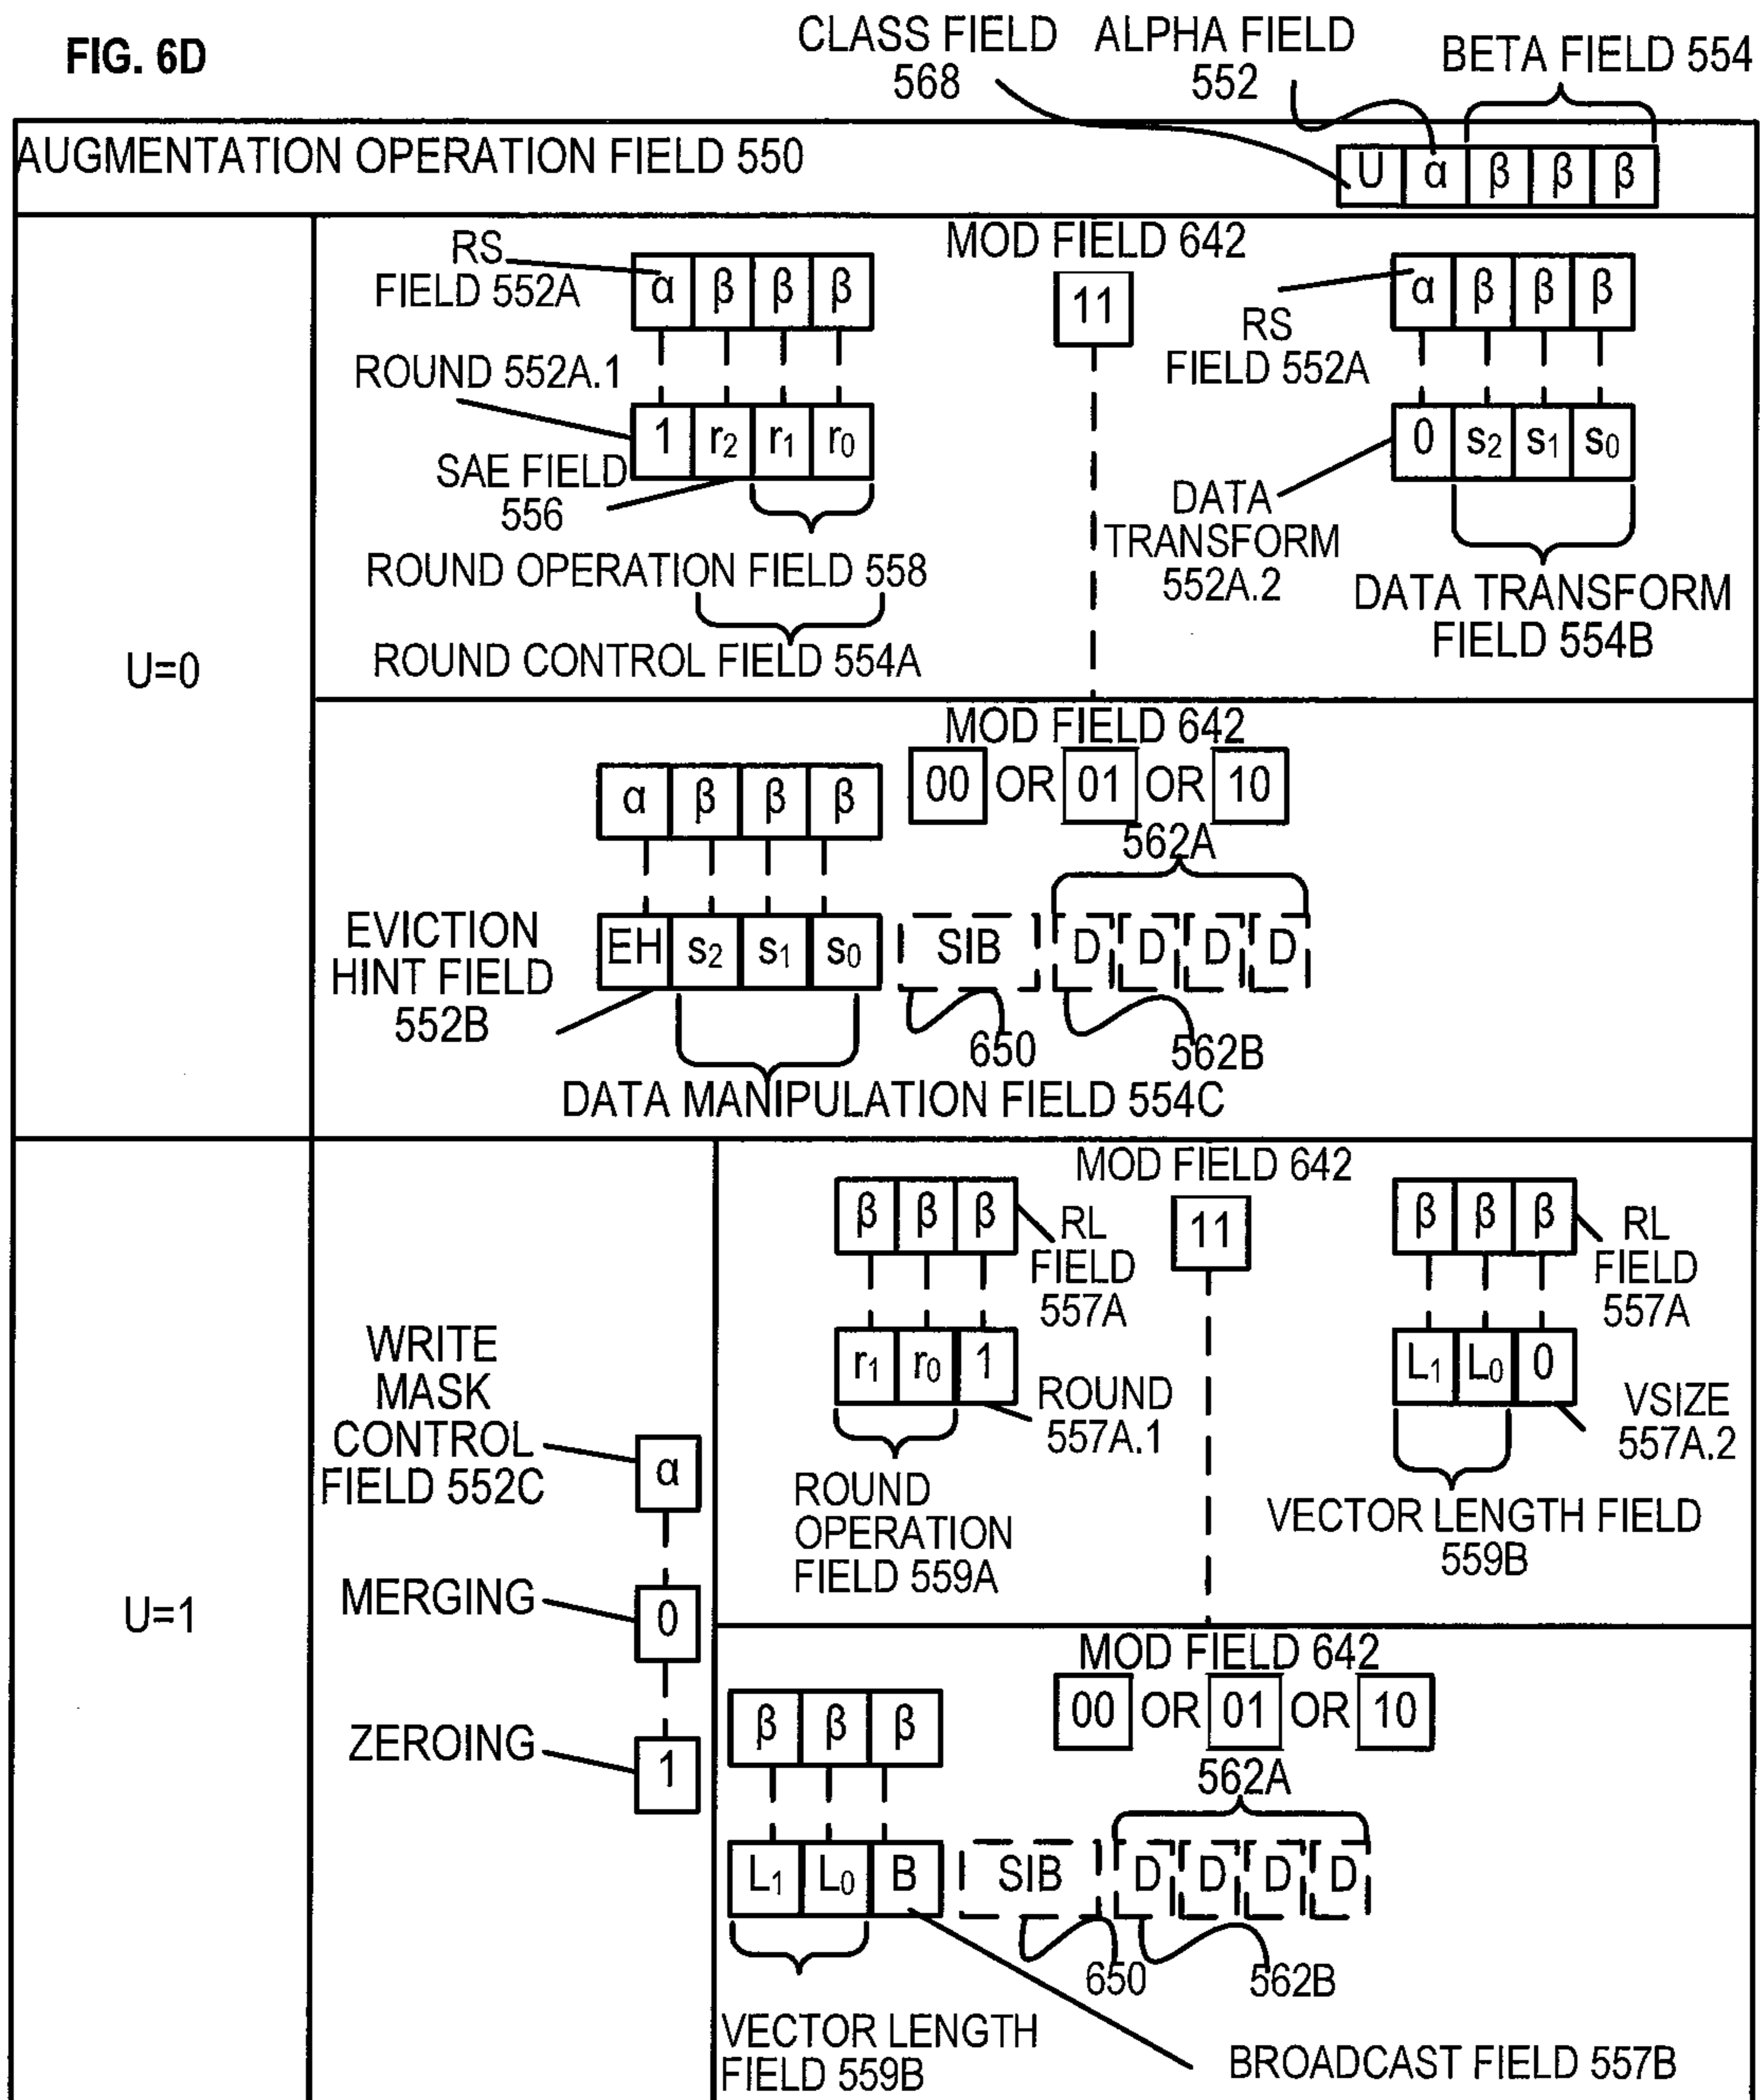 FIG. 6D
CLASS FIELD
568
ALPHA FIELD
552
BETA FIELD 554
AUGMENTATION OPERATION FIELD 550
U α β β β
U=0
RS
FIELD 552A
α β β β
ROUND 552A.1
1 r₂ r₁ r₀
SAE FIELD
556
ROUND OPERATION FIELD 558
ROUND CONTROL FIELD 554A
MOD FIELD 642
11
α β β β
RS
FIELD 552A
0 s₂ s₁ s₀
DATA
TRANSFORM
552A.2
DATA TRANSFORM
FIELD 554B
MOD FIELD 642
00 OR 01 OR 10
α β β β
562A
EVICTION
HINT FIELD
552B
EH s₂ s₁ s₀ SIB D D D D
650
562B
DATA MANIPULATION FIELD 554C
U=1
WRITE
MASK
CONTROL
FIELD 552C
α
MERGING
0
ZEROING
1
MOD FIELD 642
11
β β β
RL
FIELD
557A
r₁ r₀ 1
ROUND
557A.1
ROUND
OPERATION
FIELD 559A
β β β
RL
FIELD
557A
L₁ L₀ 0
VSIZE
557A.2
VECTOR LENGTH FIELD
559B
MOD FIELD 642
00 OR 01 OR 10
β β β
562A
L₁ L₀ B SIB D D D D
650
562B
VECTOR LENGTH
FIELD 559B
BROADCAST FIELD 557B